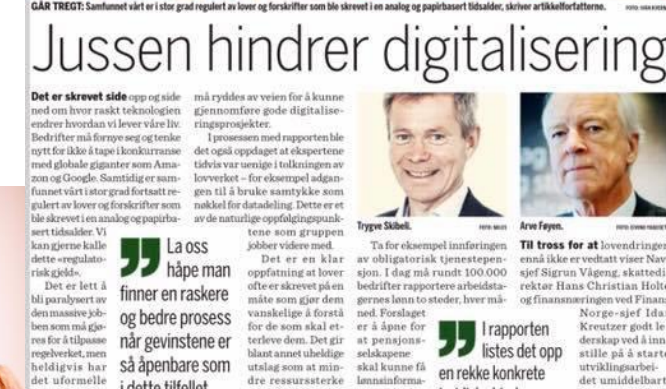 GÅR TREGT: Samfunnet vårt er i stor grad regulert av lover og forskrifter som ble skrevet i en analog og papirbasert tidsalder, skriver artikkelforfatterne.
Jussen hindrer digitalisering
Det er skrevet side opp og side
ned om hvor raskt teknologien
endrer hvordan vi lever våre liv.
Bedrifter må fornye seg og tenke
nytt for ikke å tape i konkurranse
med globale giganter som Ama-
zon og Google. Samtidig er sam-
funnet vårt i stor grad fortsatt re-
gulert av lover og forskrifter som
ble skrevet i en analog og papirba-
sert tidsalder. Vi
kan gjerne kalle
dette «regulato-
risk gjeld».
Det er lett å
bli paralysert av
den massive job-
ben som må gjø-
res for å tilpasse
regelverket, men
heldigvis har
det uformelle
La oss
håpe man
finner en raskere
og bedre prosess
når gevinstene er
så åpenbare som
i dette tilfellet
må ryddes av veien for å kunne
gjennomføre gode digitalise-
ringsprosjekter.
I prosessen med rapporten ble
det også oppdaget at ekspertene
tidvis var uenige i tolkningen av
lovverket – for eksempel adgan-
gen til å bruke samtykke som
nøkkel for datadeling. Dette er et
av de naturlige oppfølgingspunk-
tene som gruppen
jobber videre med.
Det er en klar
oppfatning at lover
ofte er skrevet på en
måte som gjør dem
vanskelige å forstå
for de som skal et-
terleve dem. Det gir
blant annet uheldige
utslag som at min-
dre ressurssterke
Trygve Skibeli.
Ta for eksempel innføringen
av obligatorisk tjenestepen-
sjon. I dag må rundt 100.000
bedrifter rapportere arbeidsta-
gernes lønn to steder, hver må-
ned. Forslaget
er å åpne for
at pensjons-
selskapene
skal kunne få
lønnsinforma-
I rapporten
listes det opp
en rekke konkrete
Arve Føyen.
Til tross for at lovendringen
ennå ikke er vedtatt viser Nav-
sjef Sigrun Vågeng, skattedi-
rektør Hans Christian Holte
og finansnæringen ved Finans
Norge-sjef Idar
Kreutzer godt le-
derskap ved å inn-
stille på å starte
utviklingsarbei-
det umiddelbar